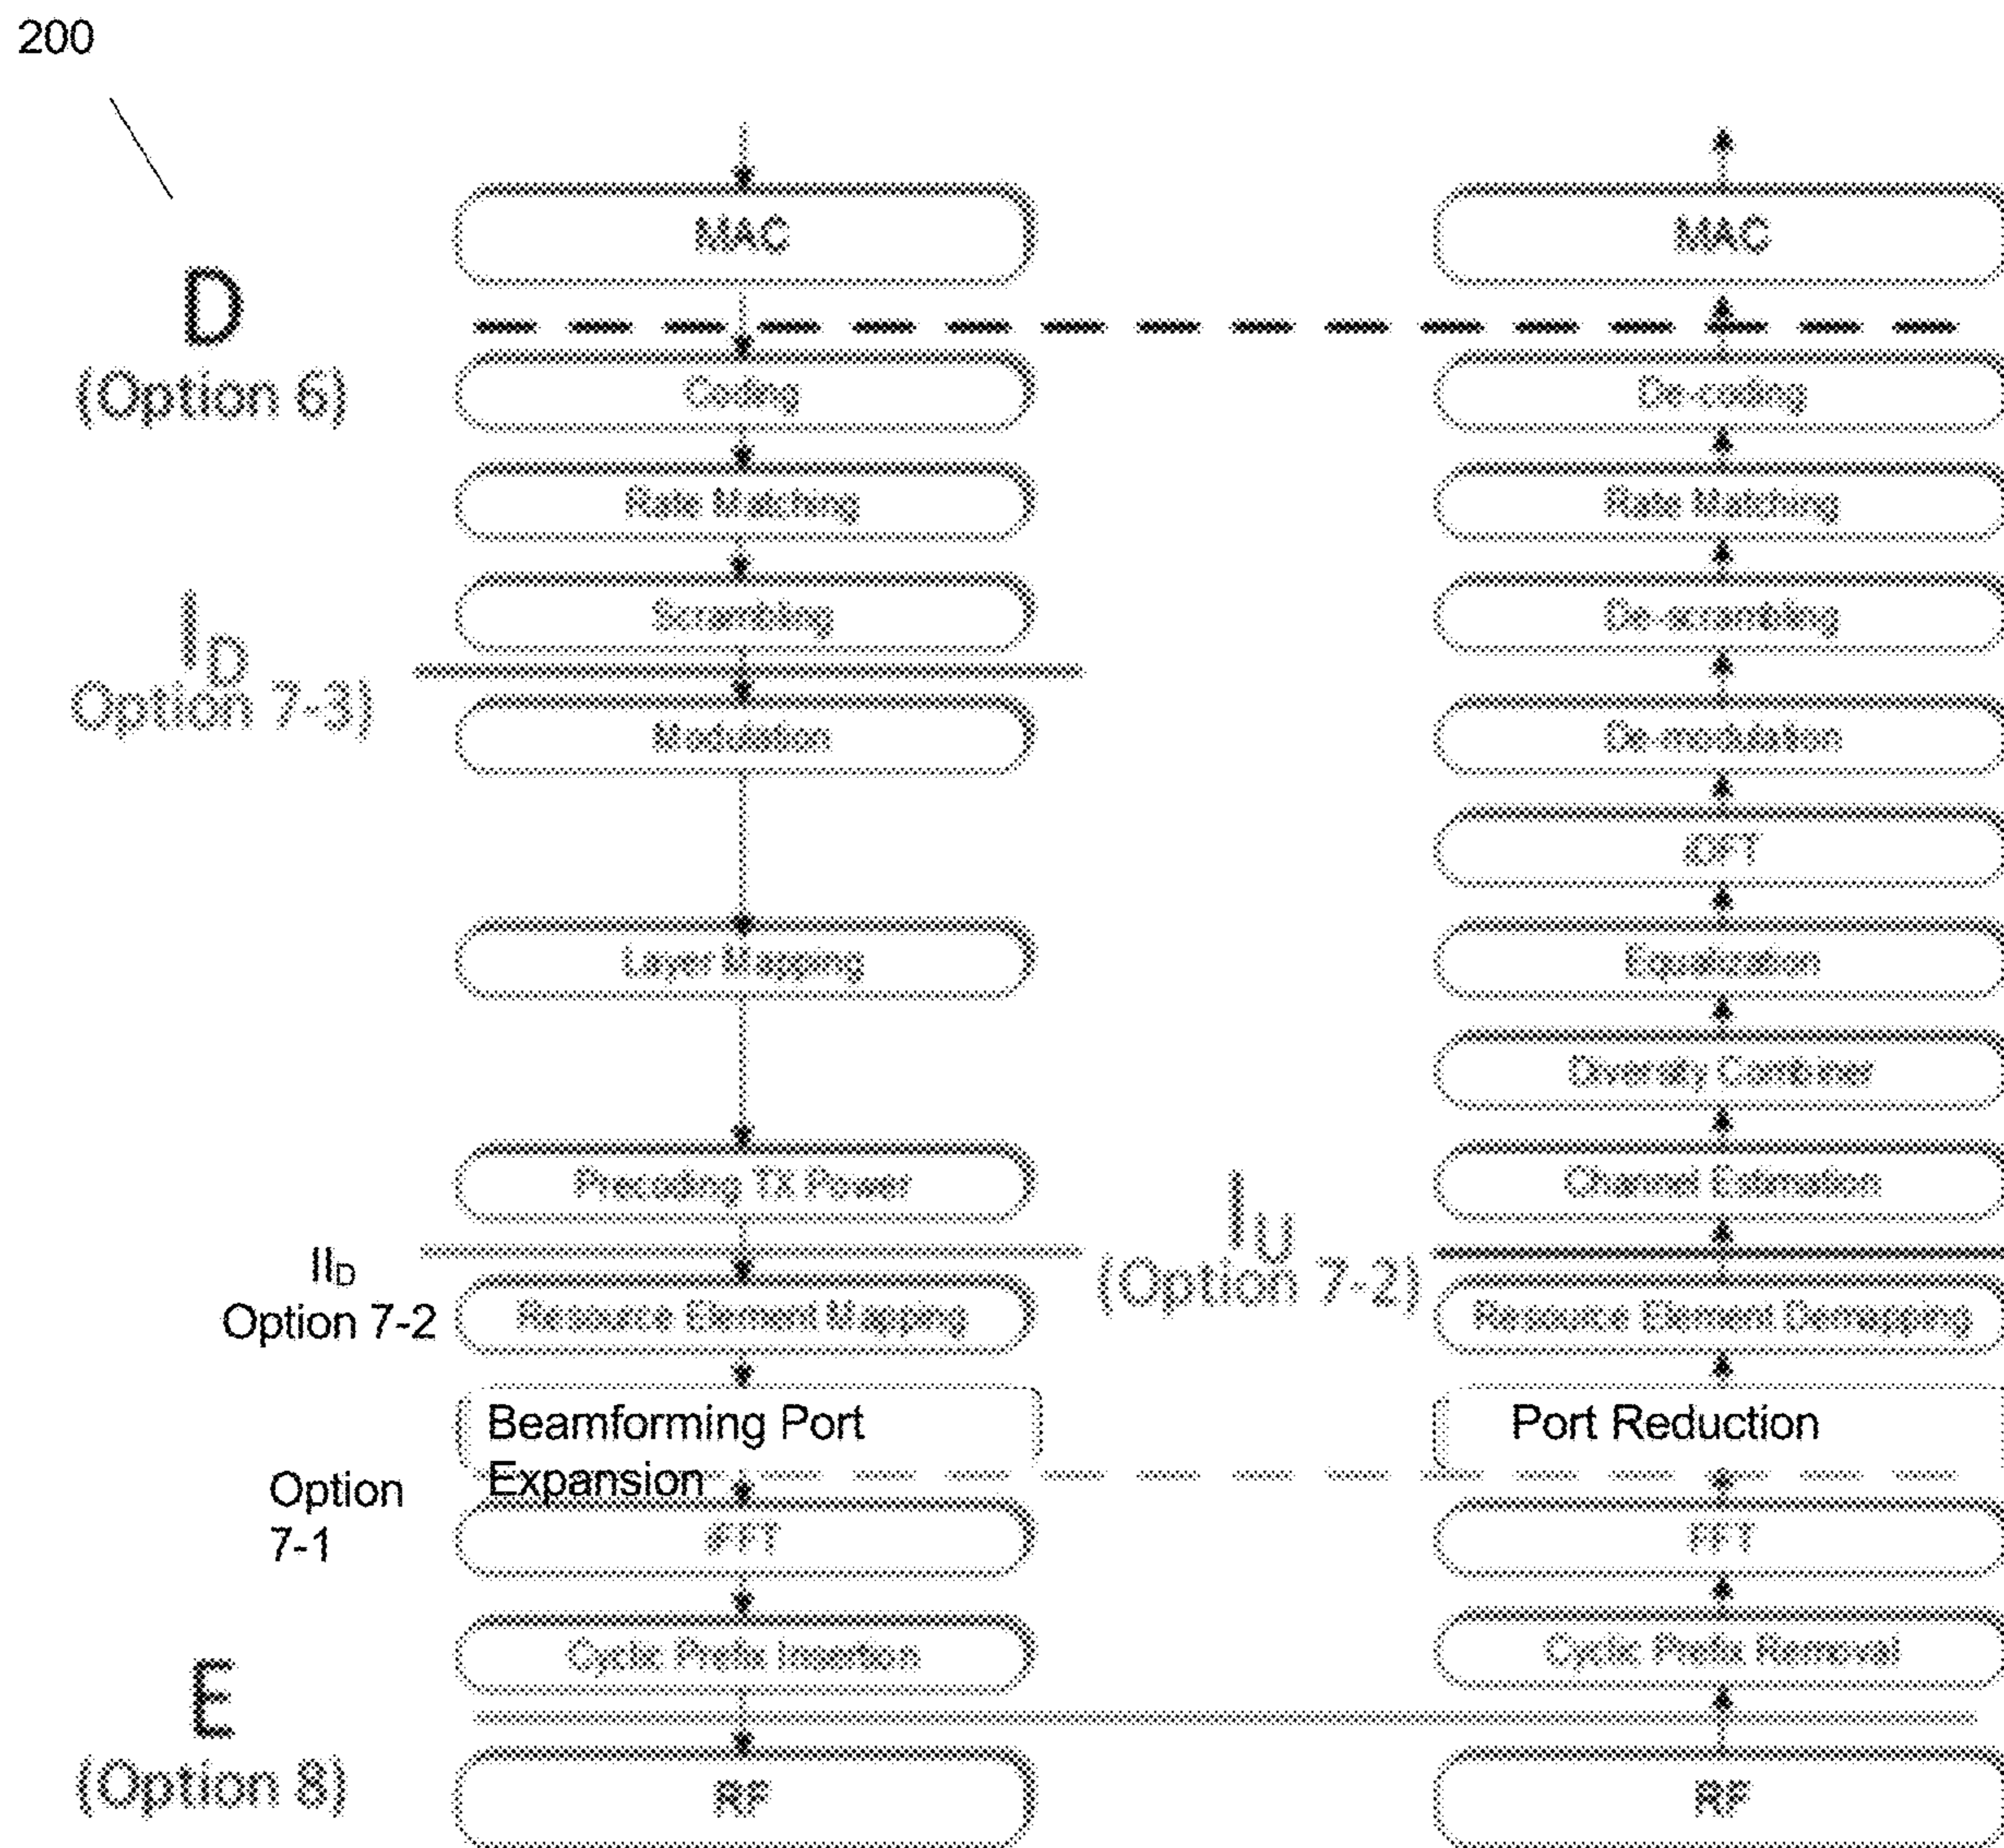 200
MAC
MAC
D
(Option 6)
Coding
De-coding
Rate Matching
Rate Matching
Scrambling
De-scrambling
I_D
Option 7-3)
Modulation
De-modulation
iDFT
Layer Mapping
Equalization
Diversity Combiner
Precoding TX Power
Channel Estimation
II_D
Option 7-2
I_U
(Option 7-2)
Resource Element Mapping
Resource Element Demapping
Beamforming Port
Expansion
Port Reduction
Option
7-1
iFFT
FFT
Cyclic Prefix Insertion
Cyclic Prefix Removal
E
(Option 8)
RF
RF